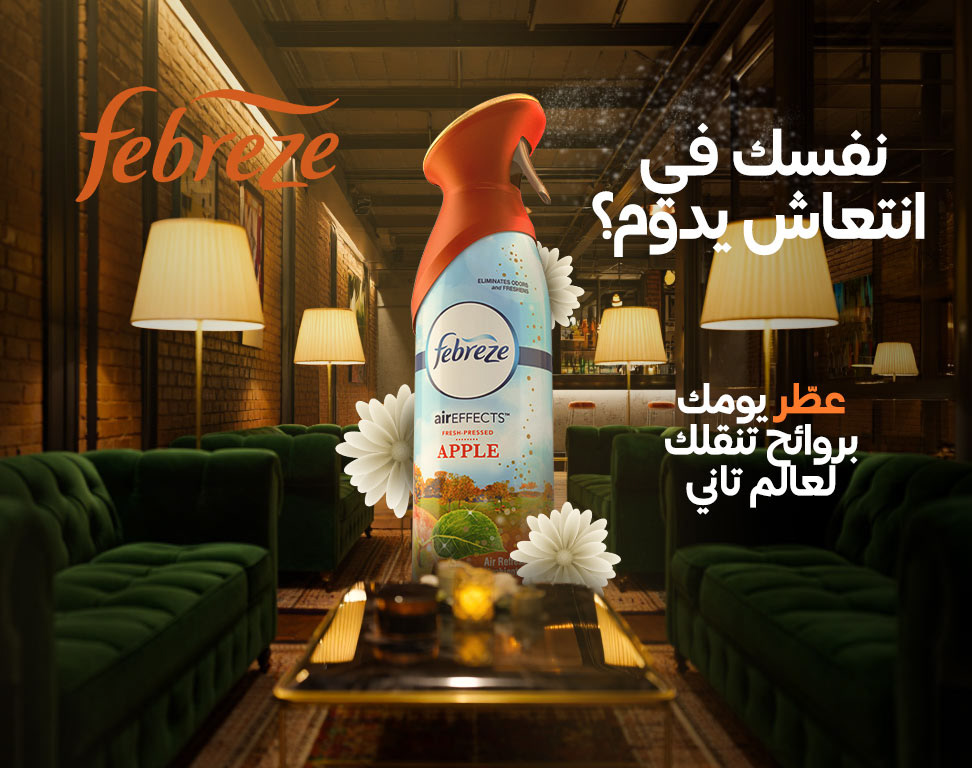 febreze
نفسك في
انتعاش يدوم؟
عطّر يومك
بروائح تنقلك
لعالم تاني
ELIMINATES ODORS
and FRESHENS
febreze
airEFFECTS™
FRESH-PRESSED
APPLE